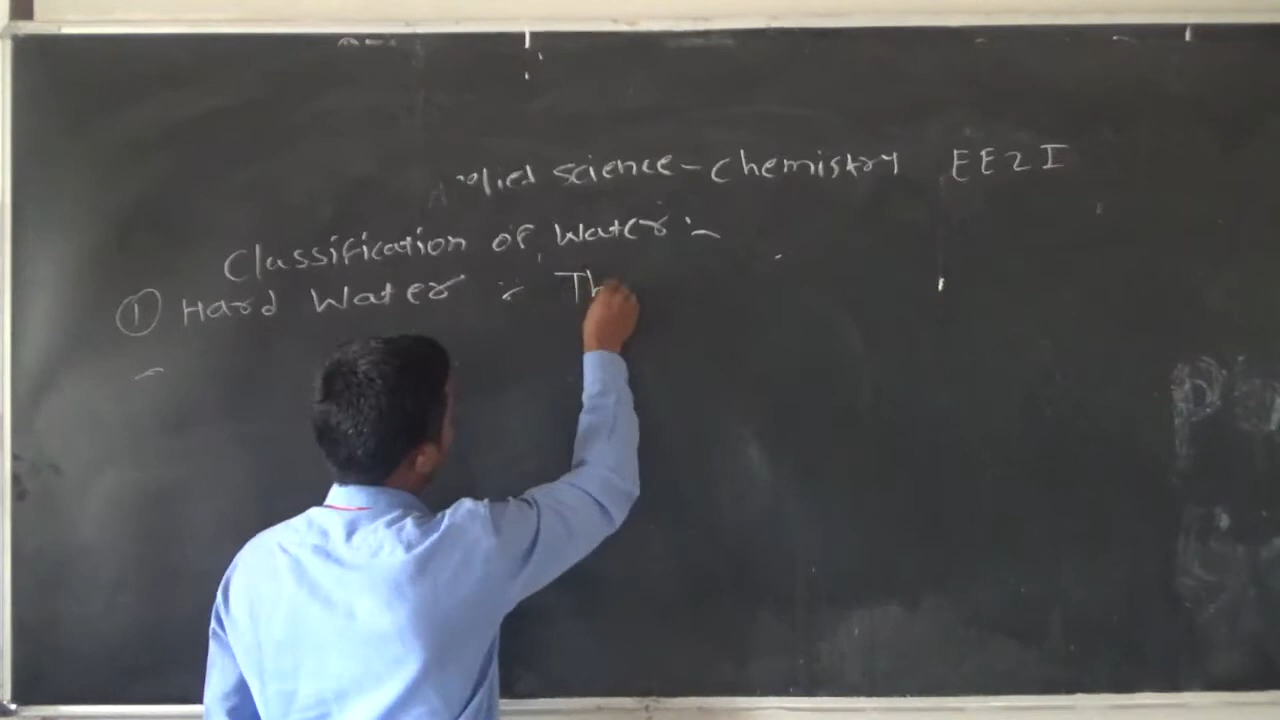 Applied Science-Chemistry EE2I
Classification of Water :-
① Hard Water :- Th